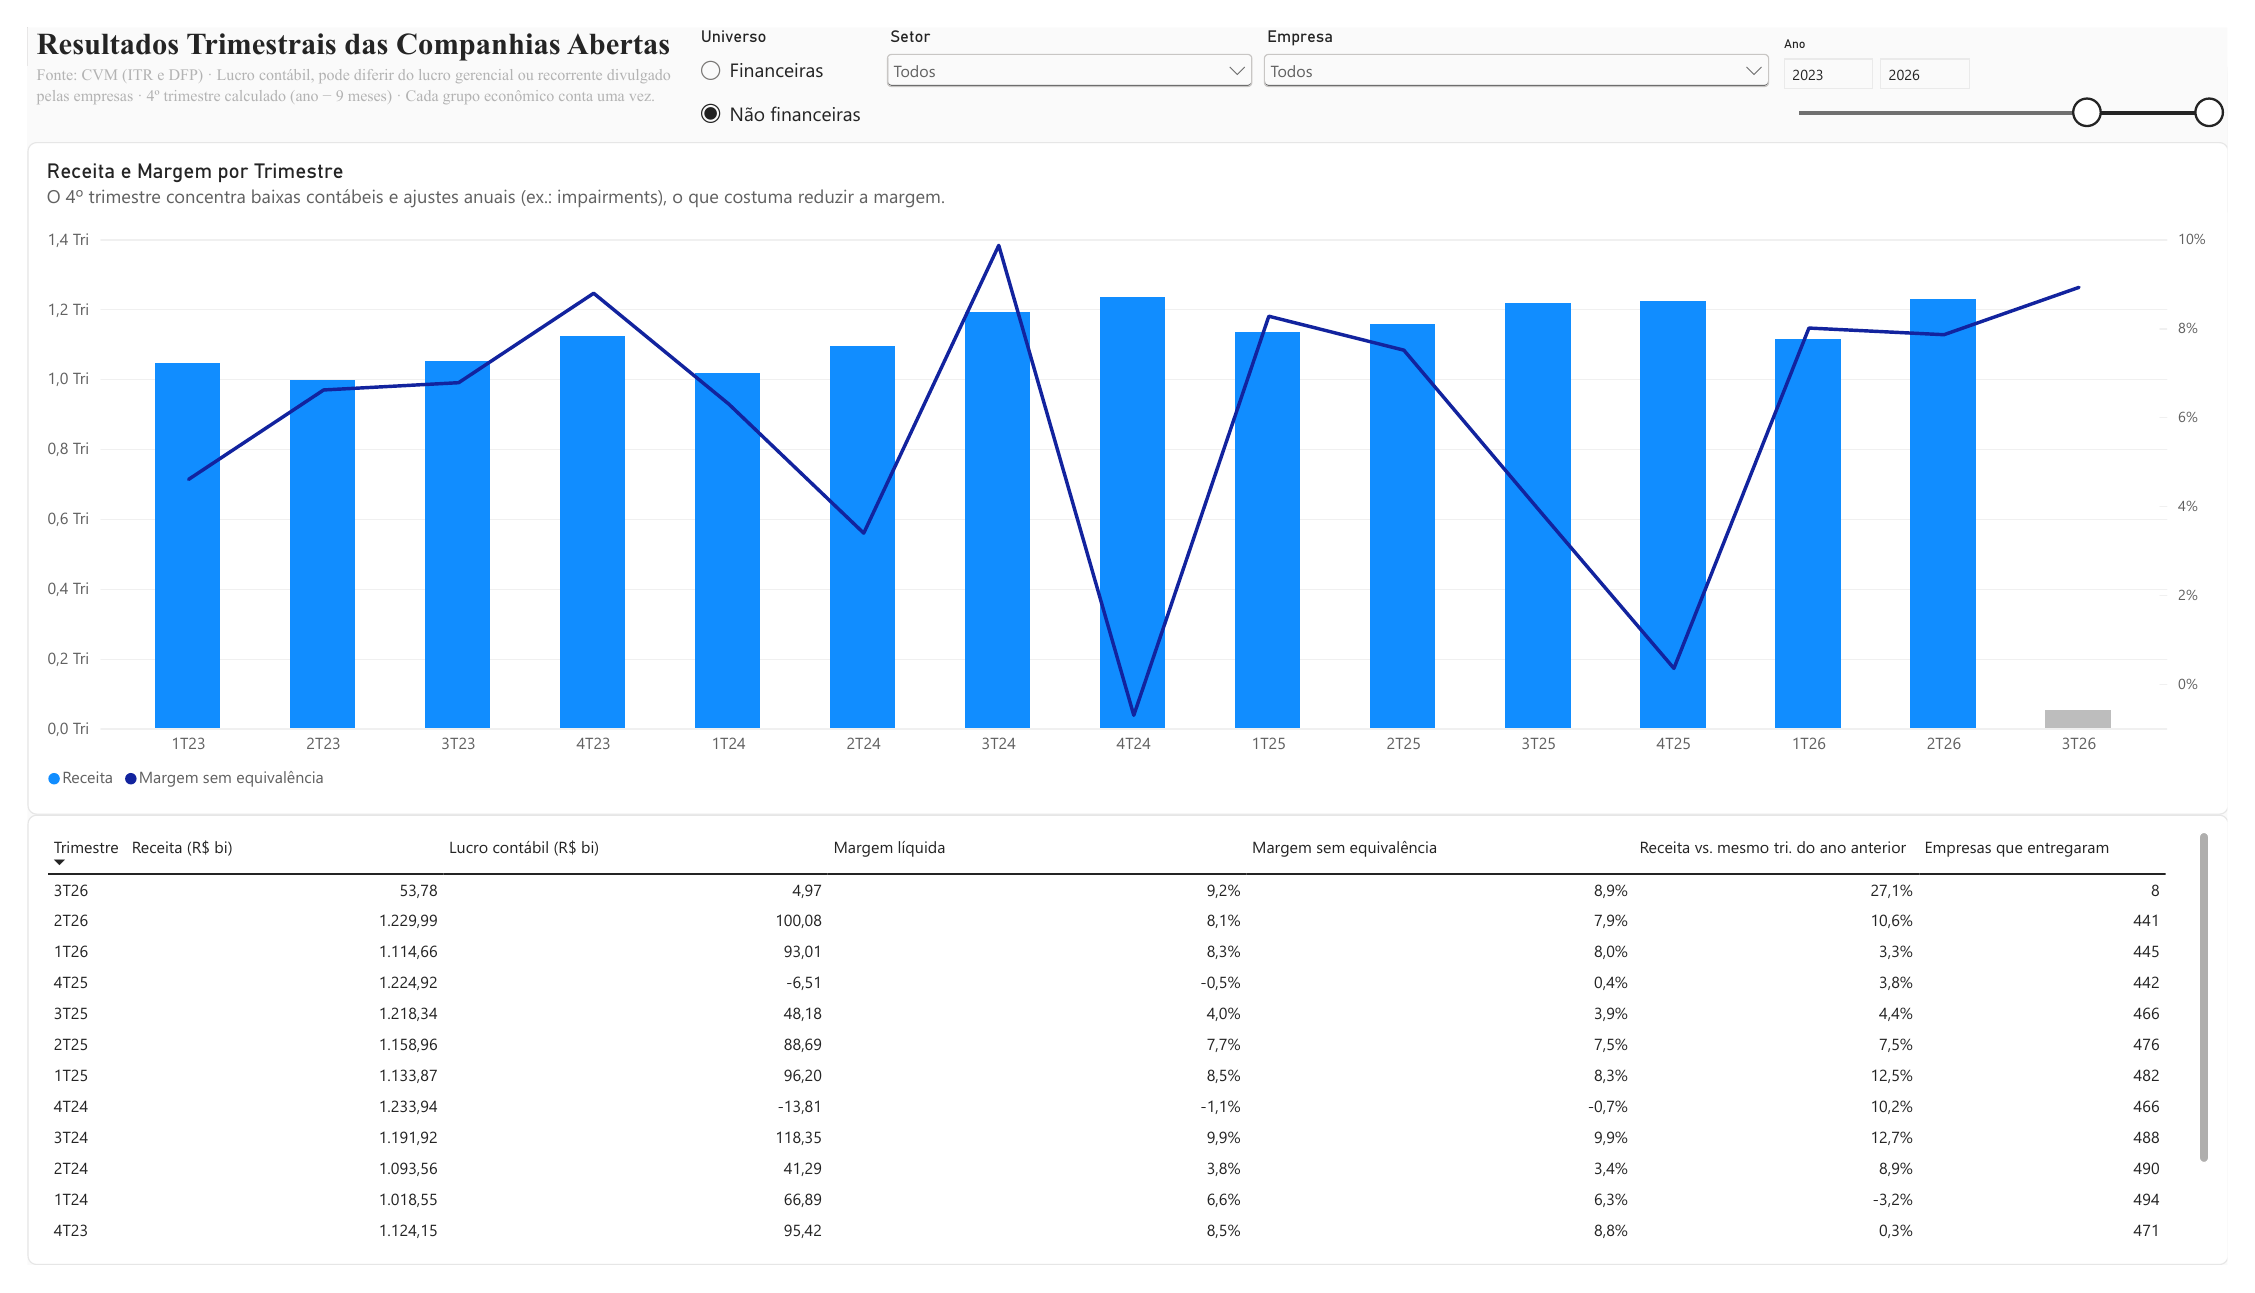 Resultados Trimestrais das Companhias Abertas
Fonte: CVM (ITR e DFP) · Lucro contábil, pode diferir do lucro gerencial ou recorrente divulgado
pelas empresas · 4º trimestre calculado (ano − 9 meses) · Cada grupo econômico conta uma vez.
Universo
Financeiras
Não financeiras
Setor
Todos
Empresa
Todos
Ano
2023 2026
Receita e Margem por Trimestre
O 4º trimestre concentra baixas contábeis e ajustes anuais (ex.: impairments), o que costuma reduzir a margem.
1,4 Tri
1,2 Tri
1,0 Tri
0,8 Tri
0,6 Tri
0,4 Tri
0,2 Tri
0,0 Tri
10%
8%
6%
4%
2%
0%
1T23 2T23 3T23 4T23 1T24 2T24 3T24 4T24 1T25 2T25 3T25 4T25 1T26 2T26 3T26
Receita Margem sem equivalência
Trimestre Receita (R$ bi) Lucro contábil (R$ bi) Margem líquida Margem sem equivalência Receita vs. mesmo tri. do ano anterior Empresas que entregaram
3T26 53,78 4,97 9,2% 8,9% 27,1% 8
2T26 1.229,99 100,08 8,1% 7,9% 10,6% 441
1T26 1.114,66 93,01 8,3% 8,0% 3,3% 445
4T25 1.224,92 -6,51 -0,5% 0,4% 3,8% 442
3T25 1.218,34 48,18 4,0% 3,9% 4,4% 466
2T25 1.158,96 88,69 7,7% 7,5% 7,5% 476
1T25 1.133,87 96,20 8,5% 8,3% 12,5% 482
4T24 1.233,94 -13,81 -1,1% -0,7% 10,2% 466
3T24 1.191,92 118,35 9,9% 9,9% 12,7% 488
2T24 1.093,56 41,29 3,8% 3,4% 8,9% 490
1T24 1.018,55 66,89 6,6% 6,3% -3,2% 494
4T23 1.124,15 95,42 8,5% 8,8% 0,3% 471